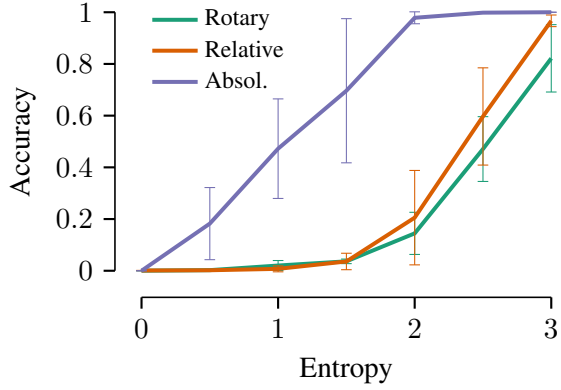 Rotary
Relative
Absol.
Accuracy
1
0.8
0.6
0.4
0.2
0
0 1 2 3
Entropy